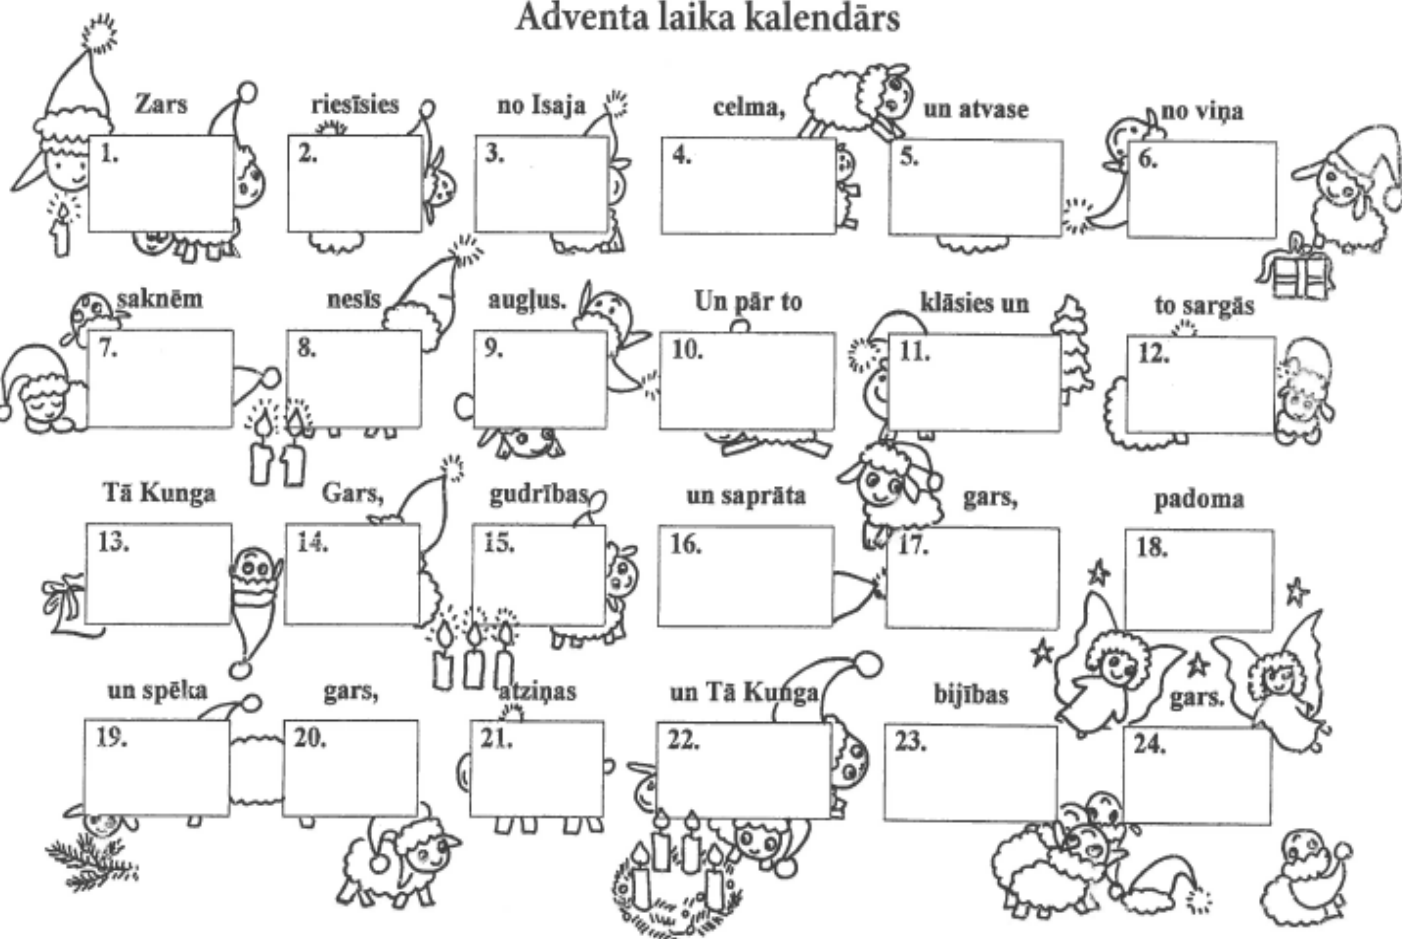 Adventa laika kalendārs
Zars riesīsies no Isaja celma, un atvase no viņa
1. 2. 3. 4. 5. 6.
saknēm nesīs augļus. Un pār to klāsies un to sargās
7. 8. 9. 10. 11. 12.
Tā Kunga Gars, gudrības un saprāta gars, padoma
13. 14. 15. 16. 17. 18.
un spēka gars, atziņas un Tā Kunga bijības gars.
19. 20. 21. 22. 23. 24.